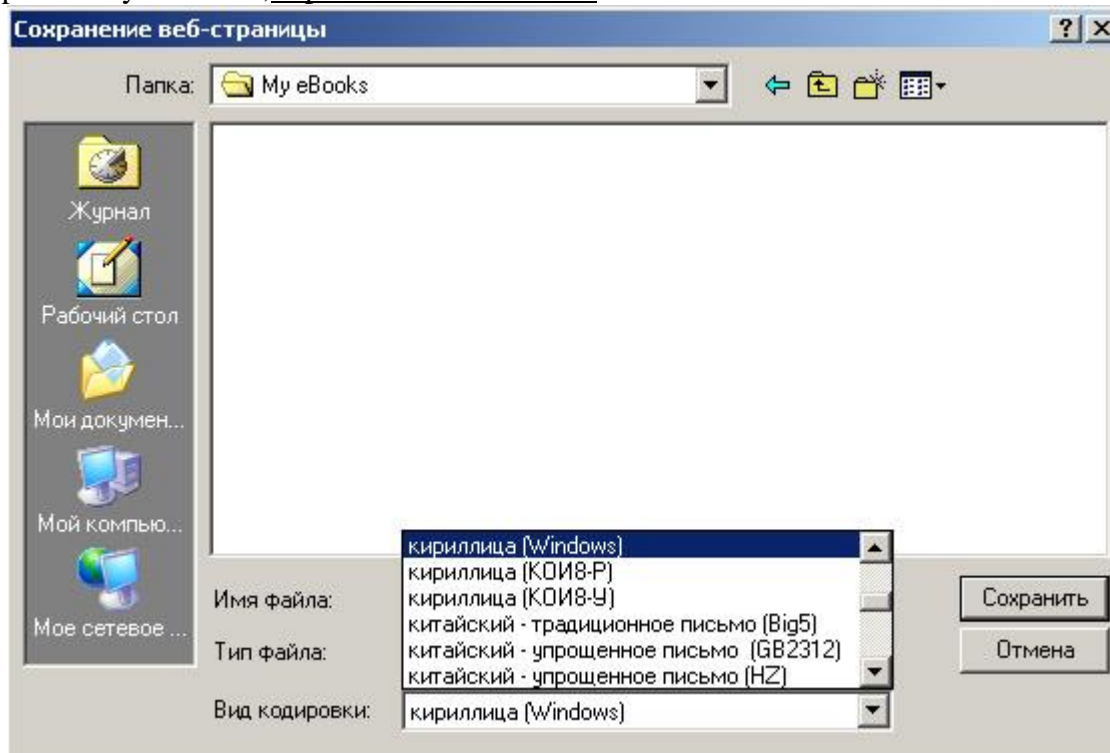 Сохранение веб-страницы
Папка: My eBooks
Журнал
Рабочий стол
Мои докумен...
Мой компью...
Мое сетевое ...
кириллица (Windows)
кириллица (КОИ8-Р)
кириллица (КОИ8-У)
китайский - традиционное письмо (Big5)
китайский - упрощенное письмо (GB2312)
китайский - упрощенное письмо (HZ)
Имя файла:
Тип файла:
Вид кодировки: кириллица (Windows)
Сохранить
Отмена